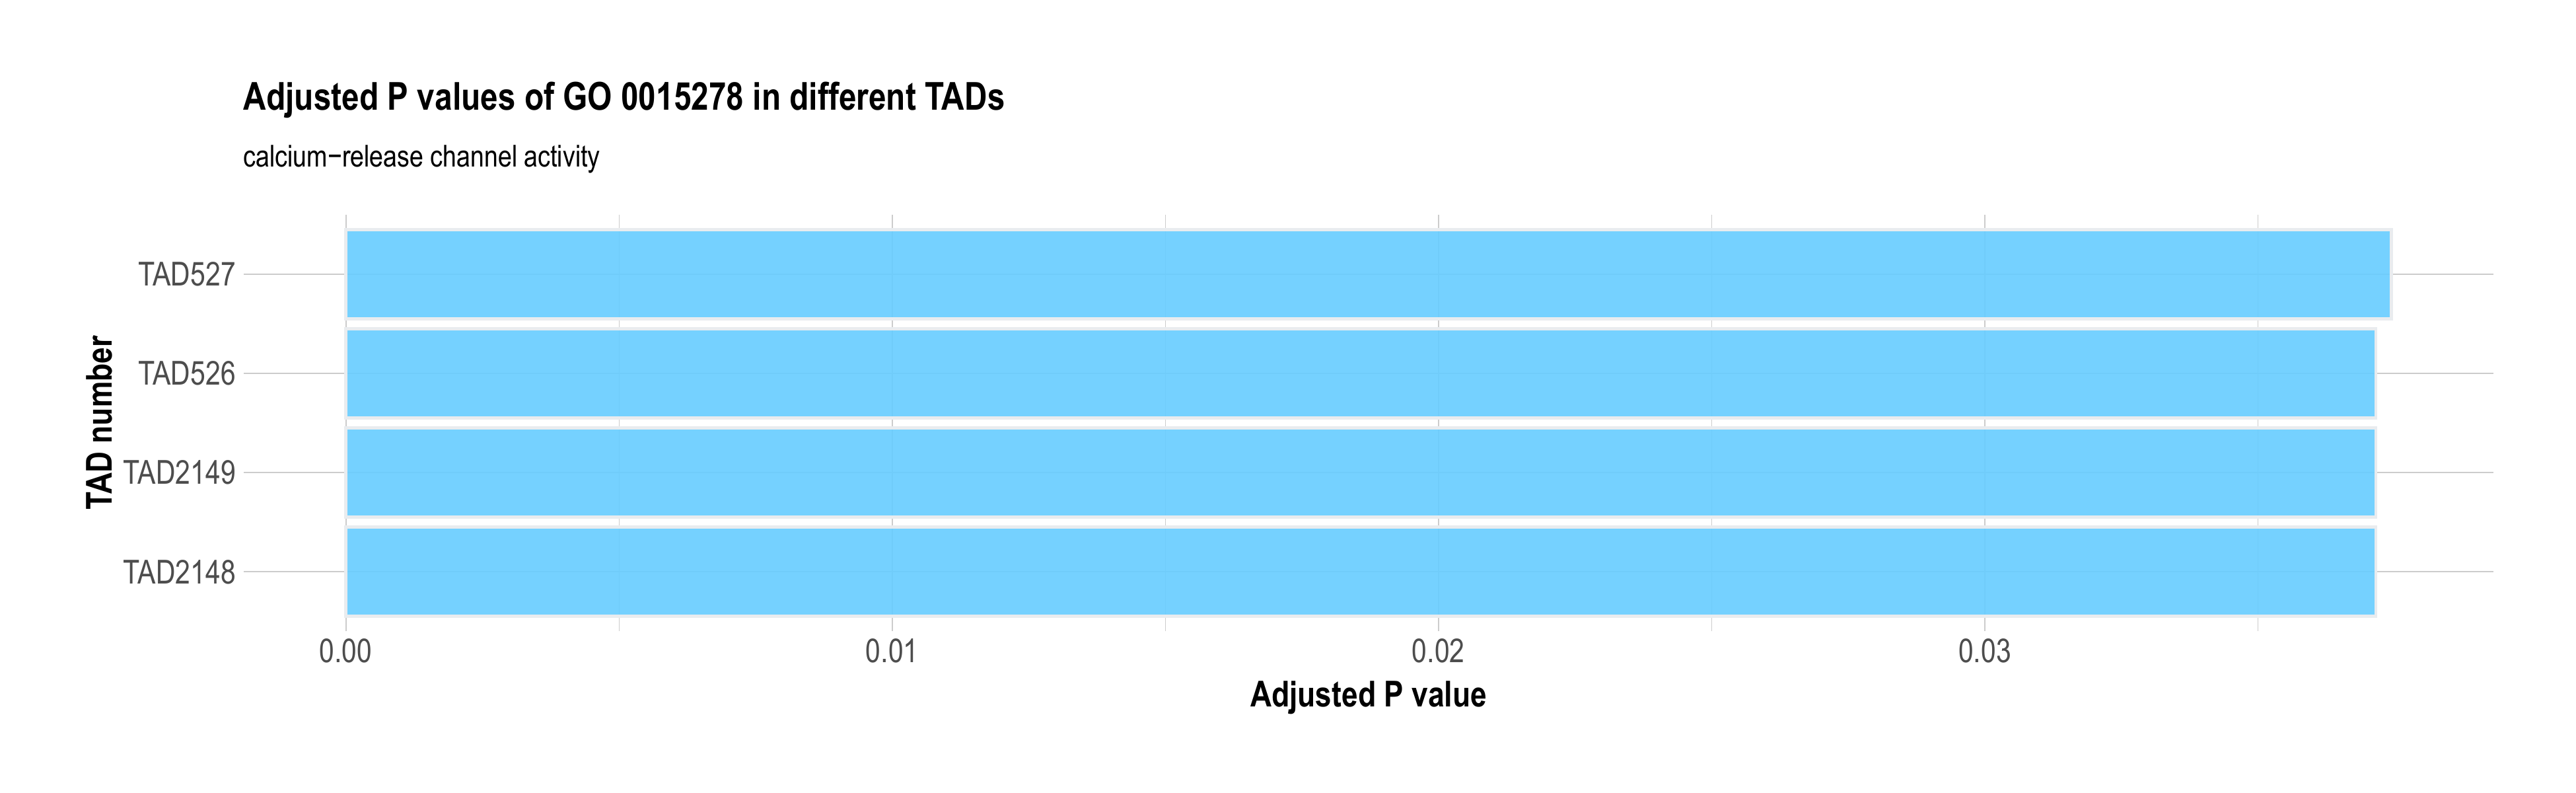 Adjusted P values of GO 0015278 in different TADs
calcium−release channel activity
TAD number
TAD527
TAD526
TAD2149
TAD2148
0.00 0.01 0.02 0.03
Adjusted P value